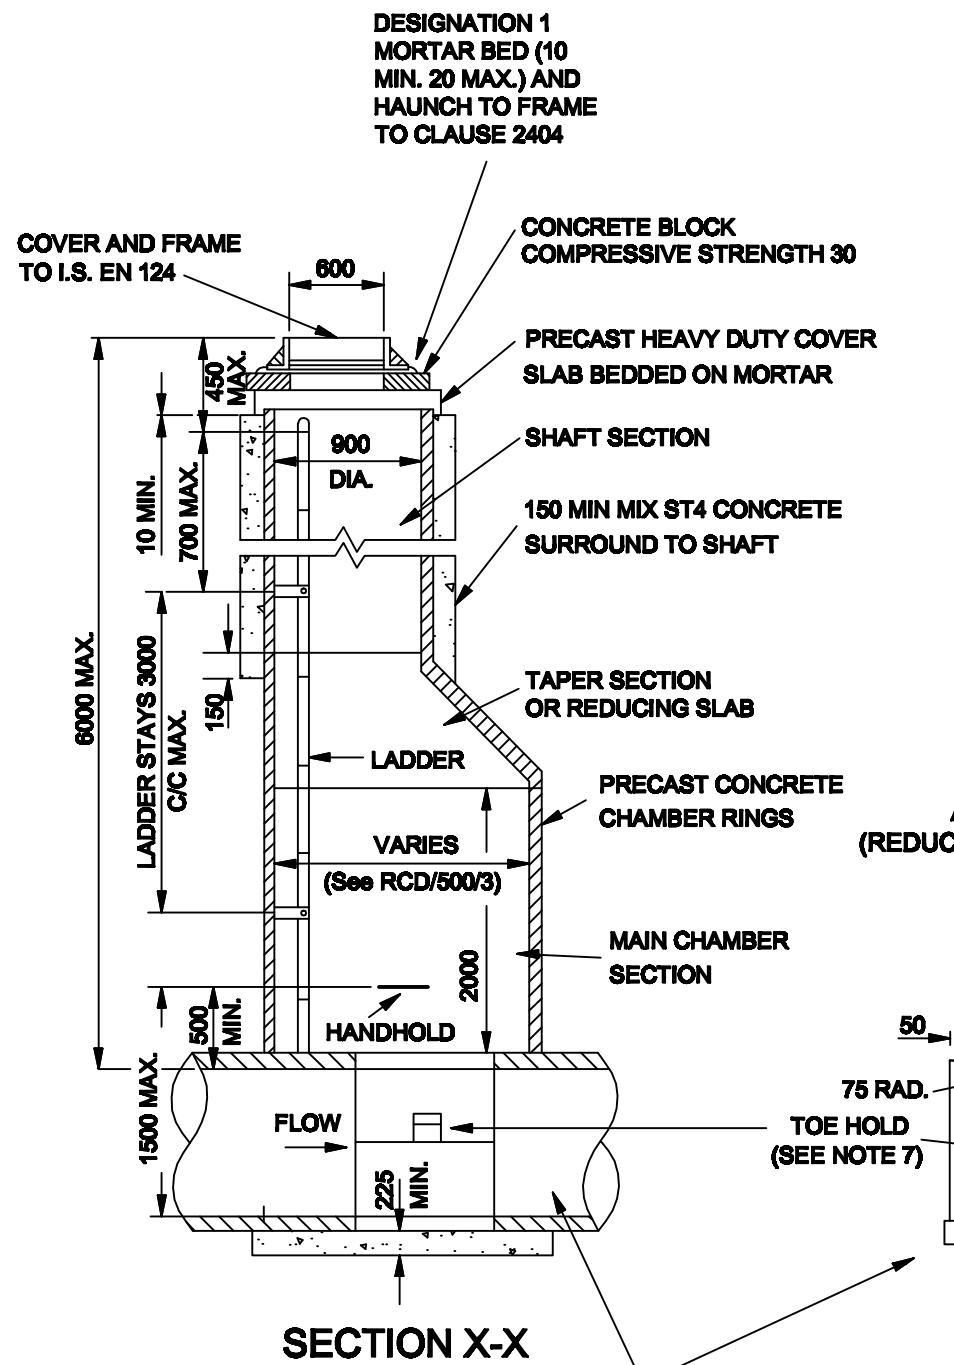 DESIGNATION 1
MORTAR BED (10
MIN. 20 MAX.) AND
HAUNCH TO FRAME
TO CLAUSE 2404
CONCRETE BLOCK
COMPRESSIVE STRENGTH 30
COVER AND FRAME
TO I.S. EN 124
600
PRECAST HEAVY DUTY COVER
SLAB BEDDED ON MORTAR
450
MAX.
SHAFT SECTION
900
DIA.
10 MIN.
700 MAX.
150 MIN MIX ST4 CONCRETE
SURROUND TO SHAFT
6000 MAX.
LADDER STAYS 3000
C/C MAX.
150
TAPER SECTION
OR REDUCING SLAB
LADDER
PRECAST CONCRETE
CHAMBER RINGS
(REDUC
VARIES
(See RCD/500/3)
MAIN CHAMBER
SECTION
2000
500
MIN.
HANDHOLD
50
1500 MAX.
75 RAD.
FLOW
TOE HOLD
(SEE NOTE 7)
225
MIN.
SECTION X-X